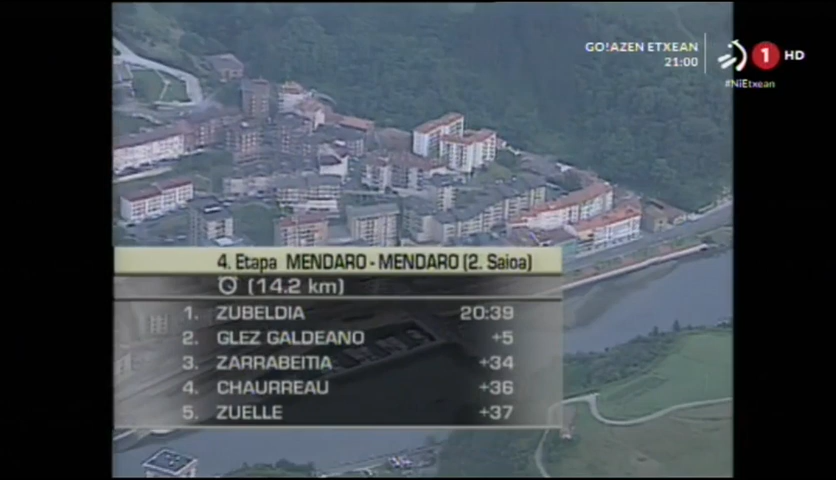 GO!AZEN ETXEAN
21:00
1 HD
#NiEtxean
4. Etapa MENDARO - MENDARO (2. Saioa)
(14.2 km)
1. ZUBELDIA 20:39
2. GLEZ GALDEANO +5
3. ZARRABEITIA +34
4. CHAURREAU +36
5. ZUELLE +37